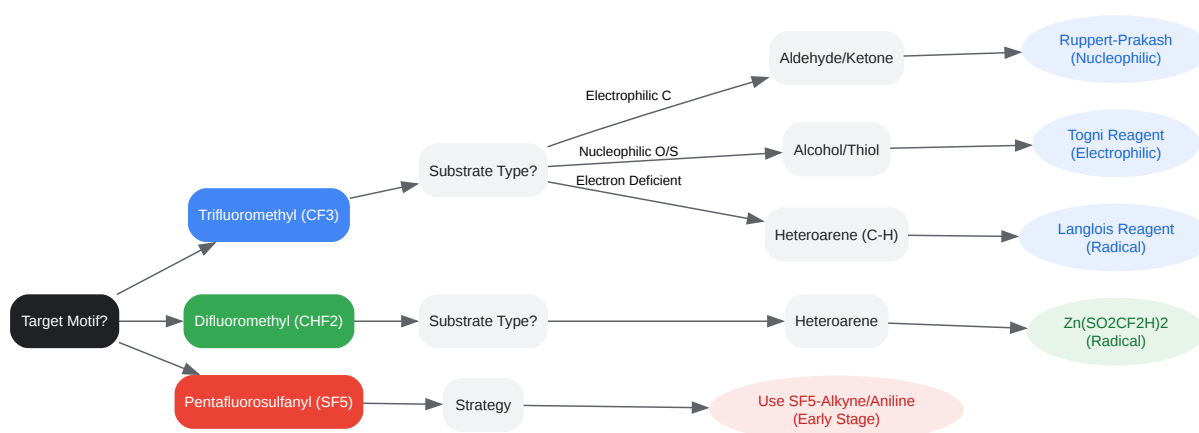 Target Motif?
Trifluoromethyl (CF3)
Substrate Type?
Electrophilic C
Aldehyde/Ketone
Ruppert-Prakash
(Nucleophilic)
Nucleophilic O/S
Alcohol/Thiol
Togni Reagent
(Electrophilic)
Electron Deficient
Heteroarene (C-H)
Langlois Reagent
(Radical)
Difluoromethyl (CHF2)
Substrate Type?
Heteroarene
Zn(SO2CF2H)2
(Radical)
Pentafluorosulfanyl (SF5)
Strategy
Use SF5-Alkyne/Aniline
(Early Stage)